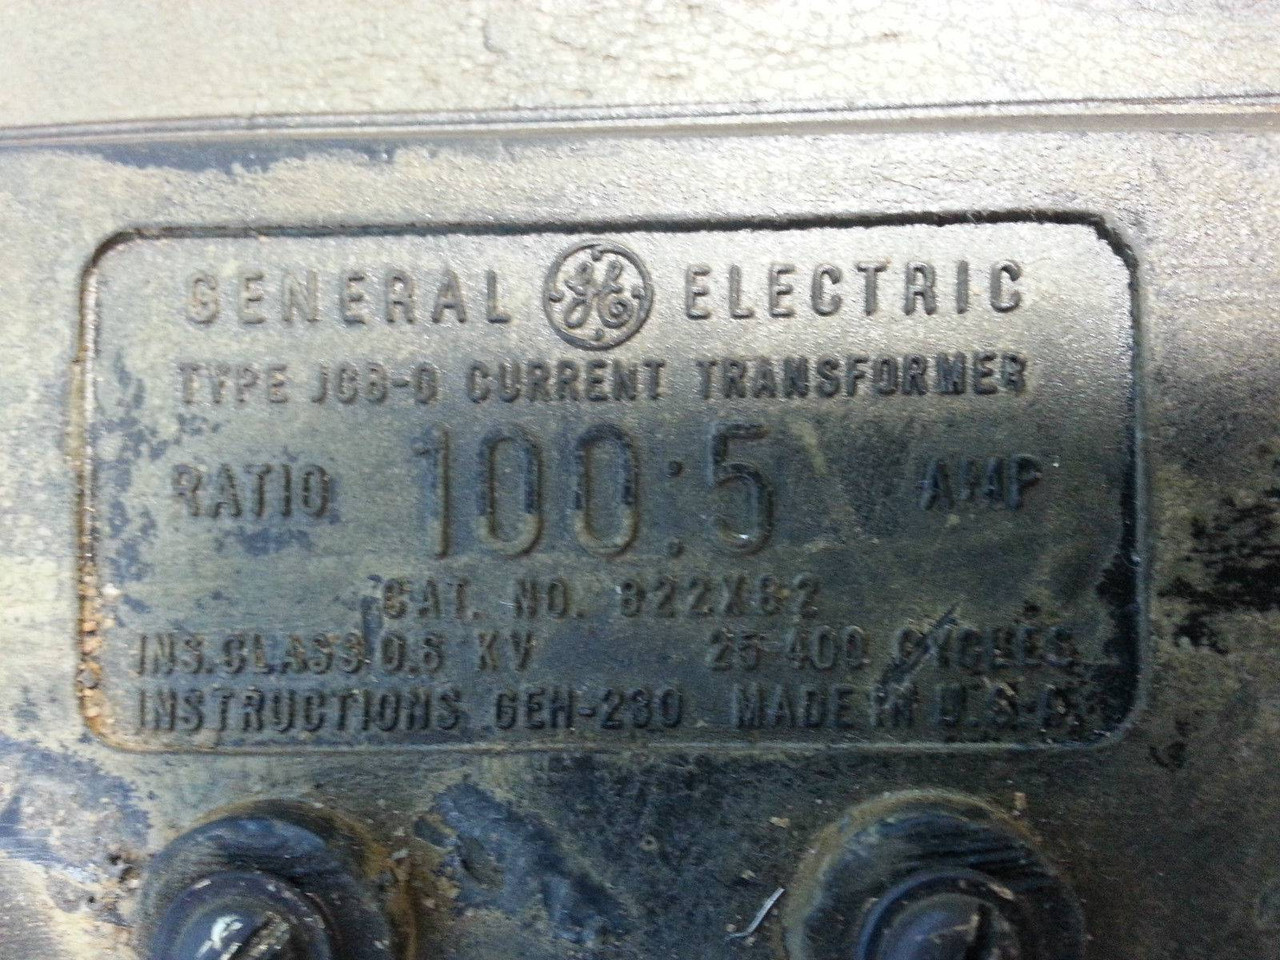 GENERAL GE ELECTRIC
TYPE JCB-0 CURRENT TRANSFORMER
RATIO 100:5 AMP
CAT. NO.
INS. CLASS 0.6 KV 25-400 CYCLES
INSTRUCTIONS GEH-230 MADE IN U.S.A.